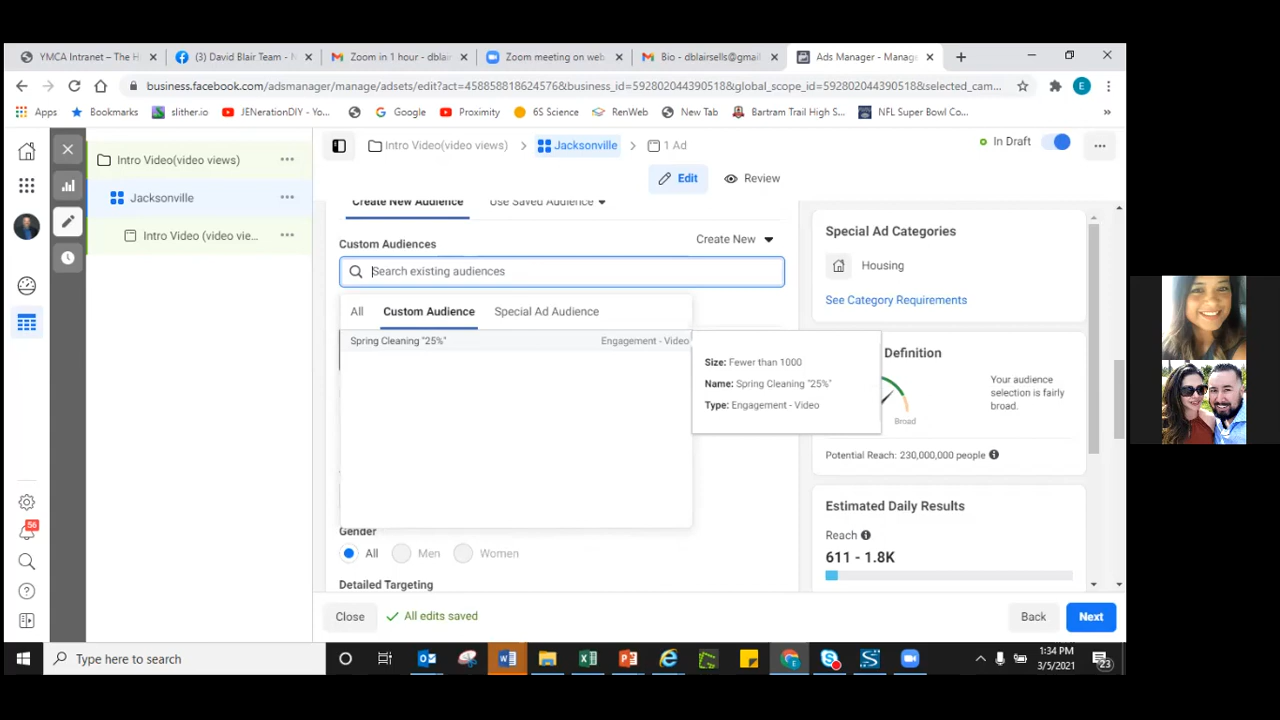 YMCA Intranet – The H
(3) David Blair Team - N
Zoom in 1 hour - dblair
Zoom meeting on web
Bio - dblairsells@gmail
Ads Manager - Manage
business.facebook.com/adsmanager/manage/adsets/edit?act=458858818624576&business_id=592802044390518&global_scope_id=592802044390518&selected_cam...
Apps
Bookmarks
slither.io
JENerationDIY - Yo...
Google
Proximity
6S Science
RenWeb
New Tab
Bartram Trail High S...
NFL Super Bowl Co...
»
Intro Video(video views)
Jacksonville
Intro Video (video vie...
56
Intro Video(video views)
Jacksonville
1 Ad
In Draft
Edit
Review
Create New Audience
Use Saved Audience
Custom Audiences
Create New
Search existing audiences
All
Custom Audience
Special Ad Audience
Spring Cleaning "25%"
Engagement - Video
Size: Fewer than 1000
Name: Spring Cleaning "25%"
Type: Engagement - Video
Gender
All
Men
Women
Detailed Targeting
Close
All edits saved
Back
Next
Special Ad Categories
Housing
See Category Requirements
Definition
Your audience
selection is fairly
broad.
Broad
Potential Reach: 230,000,000 people
Estimated Daily Results
Reach
611 - 1.8K
Type here to search
1:34 PM
3/5/2021
23